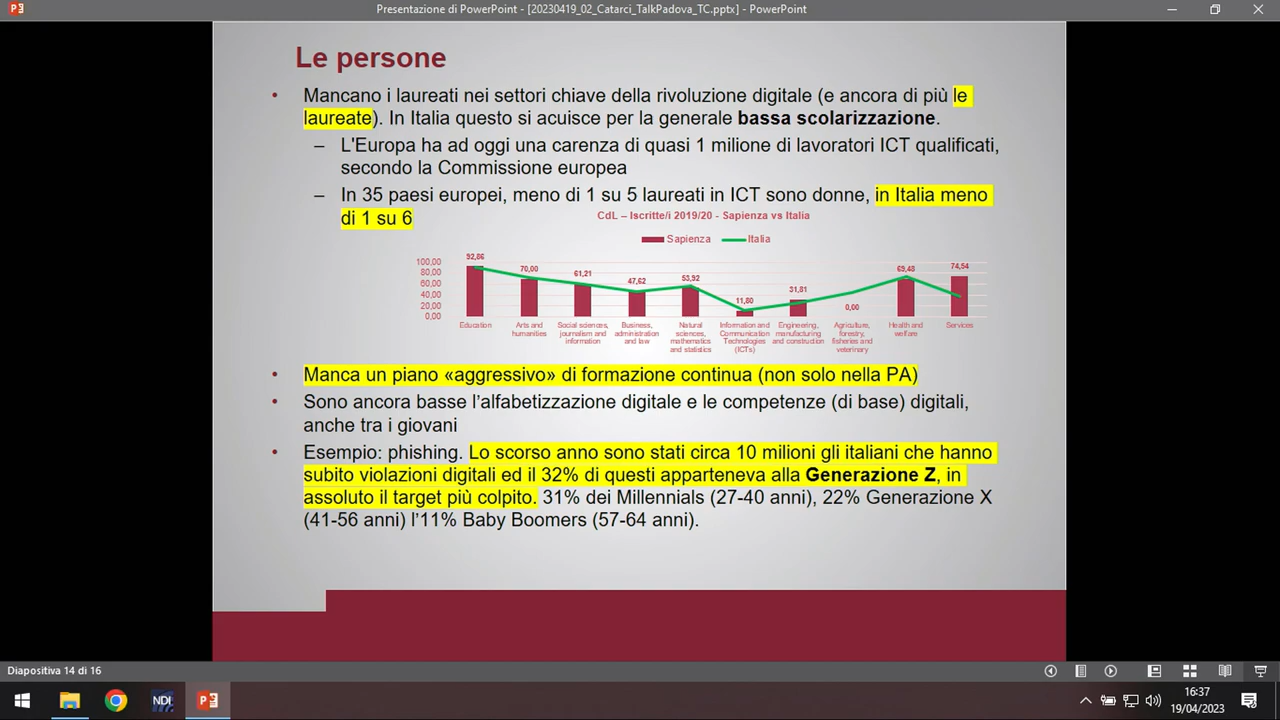 Presentazione di PowerPoint - [20230419_02_Catarci_TalkPadova_TC.pptx] - PowerPoint
Le persone
• Mancano i laureati nei settori chiave della rivoluzione digitale (e ancora di più le
laureate). In Italia questo si acuisce per la generale bassa scolarizzazione.
– L'Europa ha ad oggi una carenza di quasi 1 milione di lavoratori ICT qualificati,
secondo la Commissione europea
– In 35 paesi europei, meno di 1 su 5 laureati in ICT sono donne, in Italia meno
di 1 su 6
CdL – Iscritte/i 2019/20 - Sapienza vs Italia
Sapienza Italia
100,00
80,00
60,00
40,00
20,00
0,00
92,86 70,00 61,21 47,62 53,92 11,80 31,81 0,00 69,48 74,54
Education
Arts and
humanities
Social sciences,
journalism and
information
Business,
administration
and law
Natural
sciences,
mathematics
and statistics
Information and
Communication
Technologies
(ICTs)
Engineering,
manufacturing
and construction
Agriculture,
forestry,
fisheries and
veterinary
Health and
welfare
Services
• Manca un piano «aggressivo» di formazione continua (non solo nella PA)
• Sono ancora basse l'alfabetizzazione digitale e le competenze (di base) digitali,
anche tra i giovani
• Esempio: phishing. Lo scorso anno sono stati circa 10 milioni gli italiani che hanno
subito violazioni digitali ed il 32% di questi apparteneva alla Generazione Z, in
assoluto il target più colpito. 31% dei Millennials (27-40 anni), 22% Generazione X
(41-56 anni) l'11% Baby Boomers (57-64 anni).
Diapositiva 14 di 16
NDI
16:37
19/04/2023